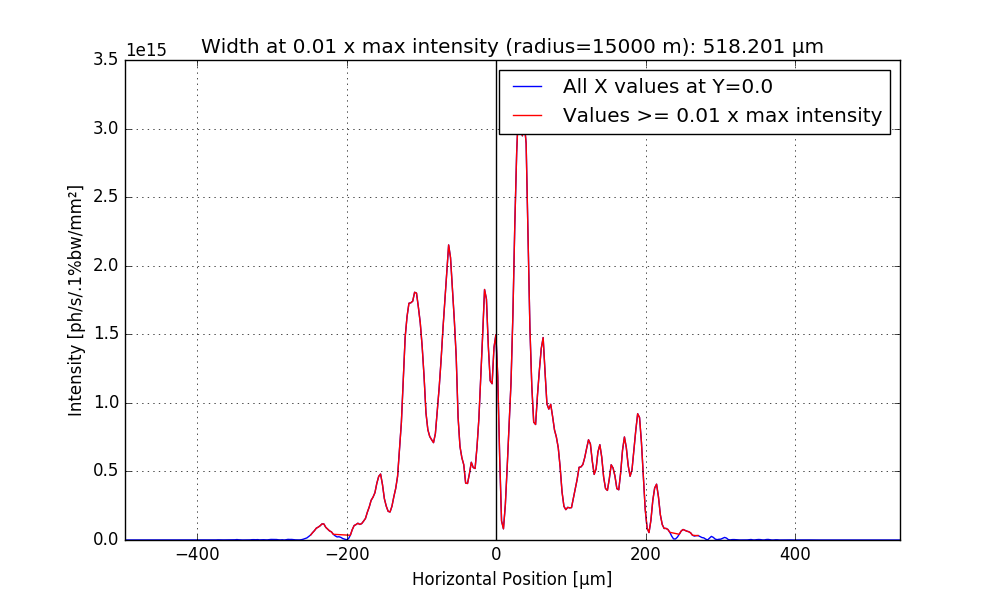 Width at 0.01 x max intensity (radius=15000 m): 518.201 μm
1e15
3.5
3.0
2.5
2.0
1.5
1.0
0.5
0.0
Intensity [ph/s/.1%bw/mm²]
All X values at Y=0.0
Values >= 0.01 x max intensity
−400 −200 0 200 400
Horizontal Position [μm]